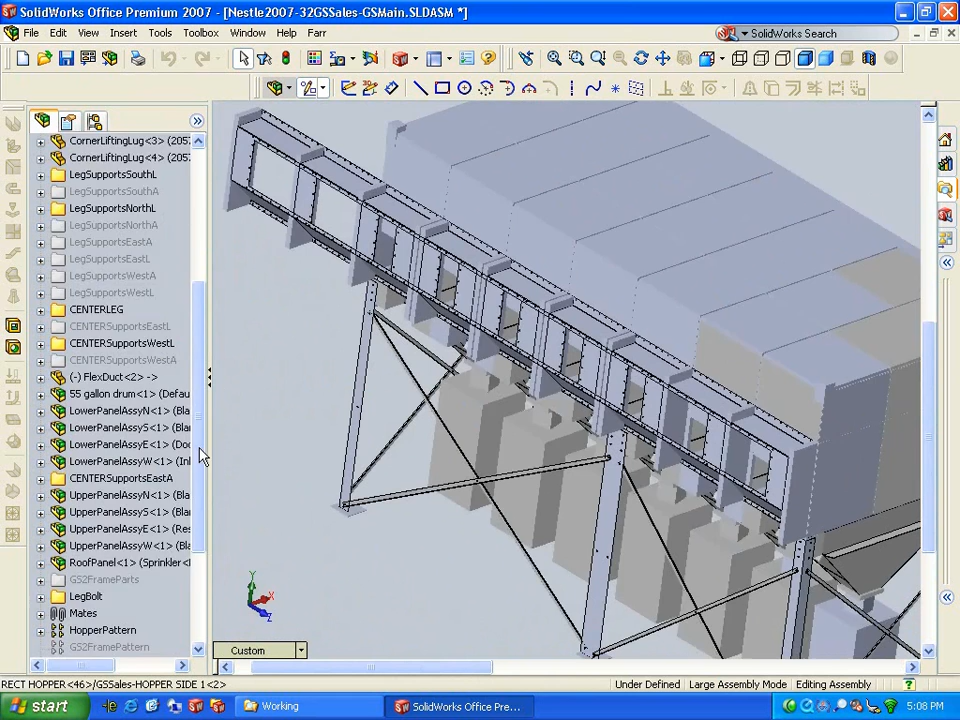 SolidWorks Office Premium 2007 - [Nestle2007-32GSSales-GSMain.SLDASM *]
File Edit View Insert Tools Toolbox Window Help Farr
SolidWorks Search
CornerLiftingLug<3> (2057
CornerLiftingLug<4> (2057
LegSupportsSouthL
LegSupportsSouthA
LegSupportsNorthL
LegSupportsNorthA
LegSupportsEastA
LegSupportsEastL
LegSupportsWestA
LegSupportsWestL
CENTERLEG
CENTERSupportsEastL
CENTERSupportsWestL
CENTERSupportsWestA
(-) FlexDuct<2> ->
55 gallon drum<1> (Defau
LowerPanelAssyN<1> (Bla
LowerPanelAssyS<1> (Bla
LowerPanelAssyE<1> (Doo
LowerPanelAssyW<1> (Inl
CENTERSupportsEastA
UpperPanelAssyN<1> (Bla
UpperPanelAssyS<1> (Bla
UpperPanelAssyE<1> (Res
UpperPanelAssyW<1> (Bla
RoofPanel<1> (Sprinkler<
GS2FrameParts
LegBolt
Mates
HopperPattern
GS2FramePattern
Y
X
Z
Custom
RECT HOPPER<46>/GSSales-HOPPER SIDE 1<2>
Under Defined
Large Assembly Mode
Editing Assembly
start
Working
SolidWorks Office Pre...
5:08 PM